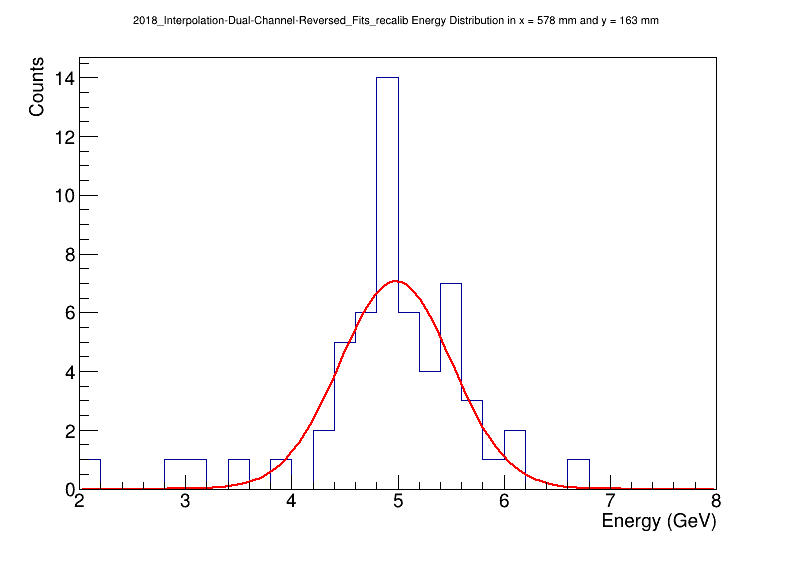 2018_Interpolation-Dual-Channel-Reversed_Fits_recalib Energy Distribution in x = 578 mm and y = 163 mm
Counts
14
12
10
8
6
4
2
0
2 3 4 5 6 7 8
Energy (GeV)